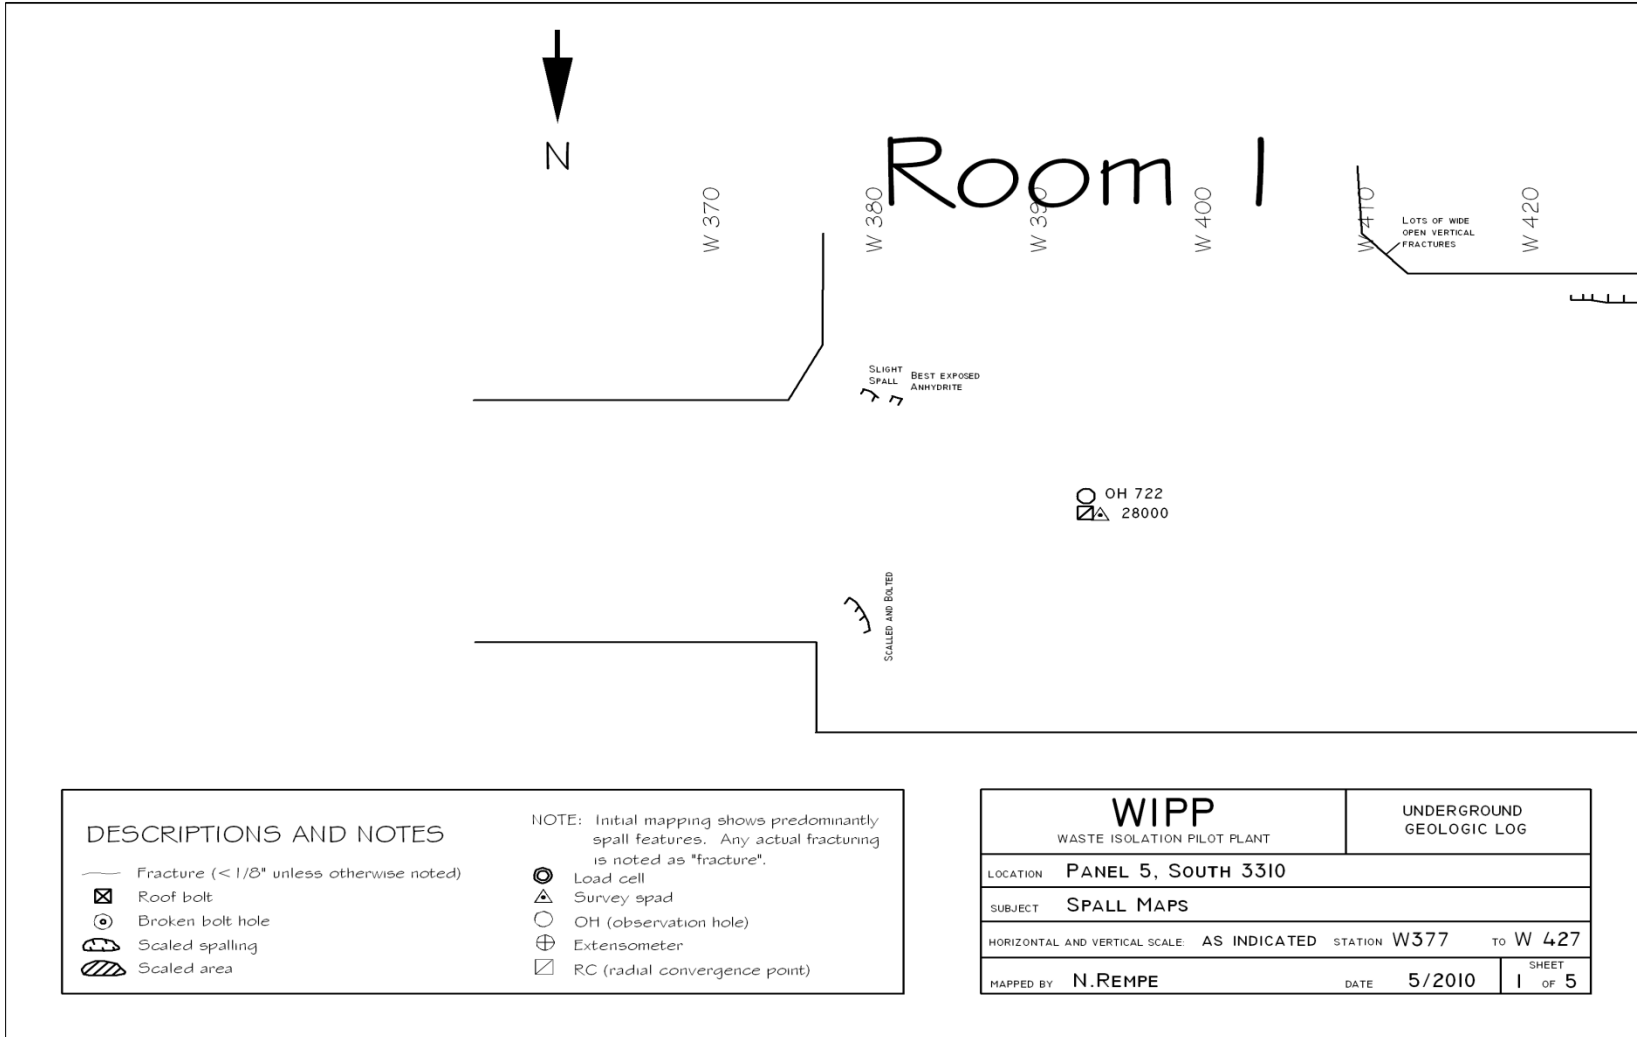 N
Room 1
W 370
W 380
W 390
W 400
W 410
W 420
LOTS OF WIDE
OPEN VERTICAL
FRACTURES
SLIGHT
SPALL
BEST EXPOSED
ANHYDRITE
OH 722
28000
SCALLED AND BOLTED
DESCRIPTIONS AND NOTES
Fracture (<1/8" unless otherwise noted)
Roof bolt
Broken bolt hole
Scaled spalling
Scaled area
NOTE: Initial mapping shows predominantly
spall features. Any actual fracturing
is noted as "fracture".
Load cell
Survey spad
OH (observation hole)
Extensometer
RC (radial convergence point)
WIPP
WASTE ISOLATION PILOT PLANT
UNDERGROUND
GEOLOGIC LOG
LOCATION PANEL 5, SOUTH 3310
SUBJECT SPALL MAPS
HORIZONTAL AND VERTICAL SCALE: AS INDICATED STATION W377 TO W 427
MAPPED BY N.REMPE DATE 5/2010
SHEET
1 OF 5